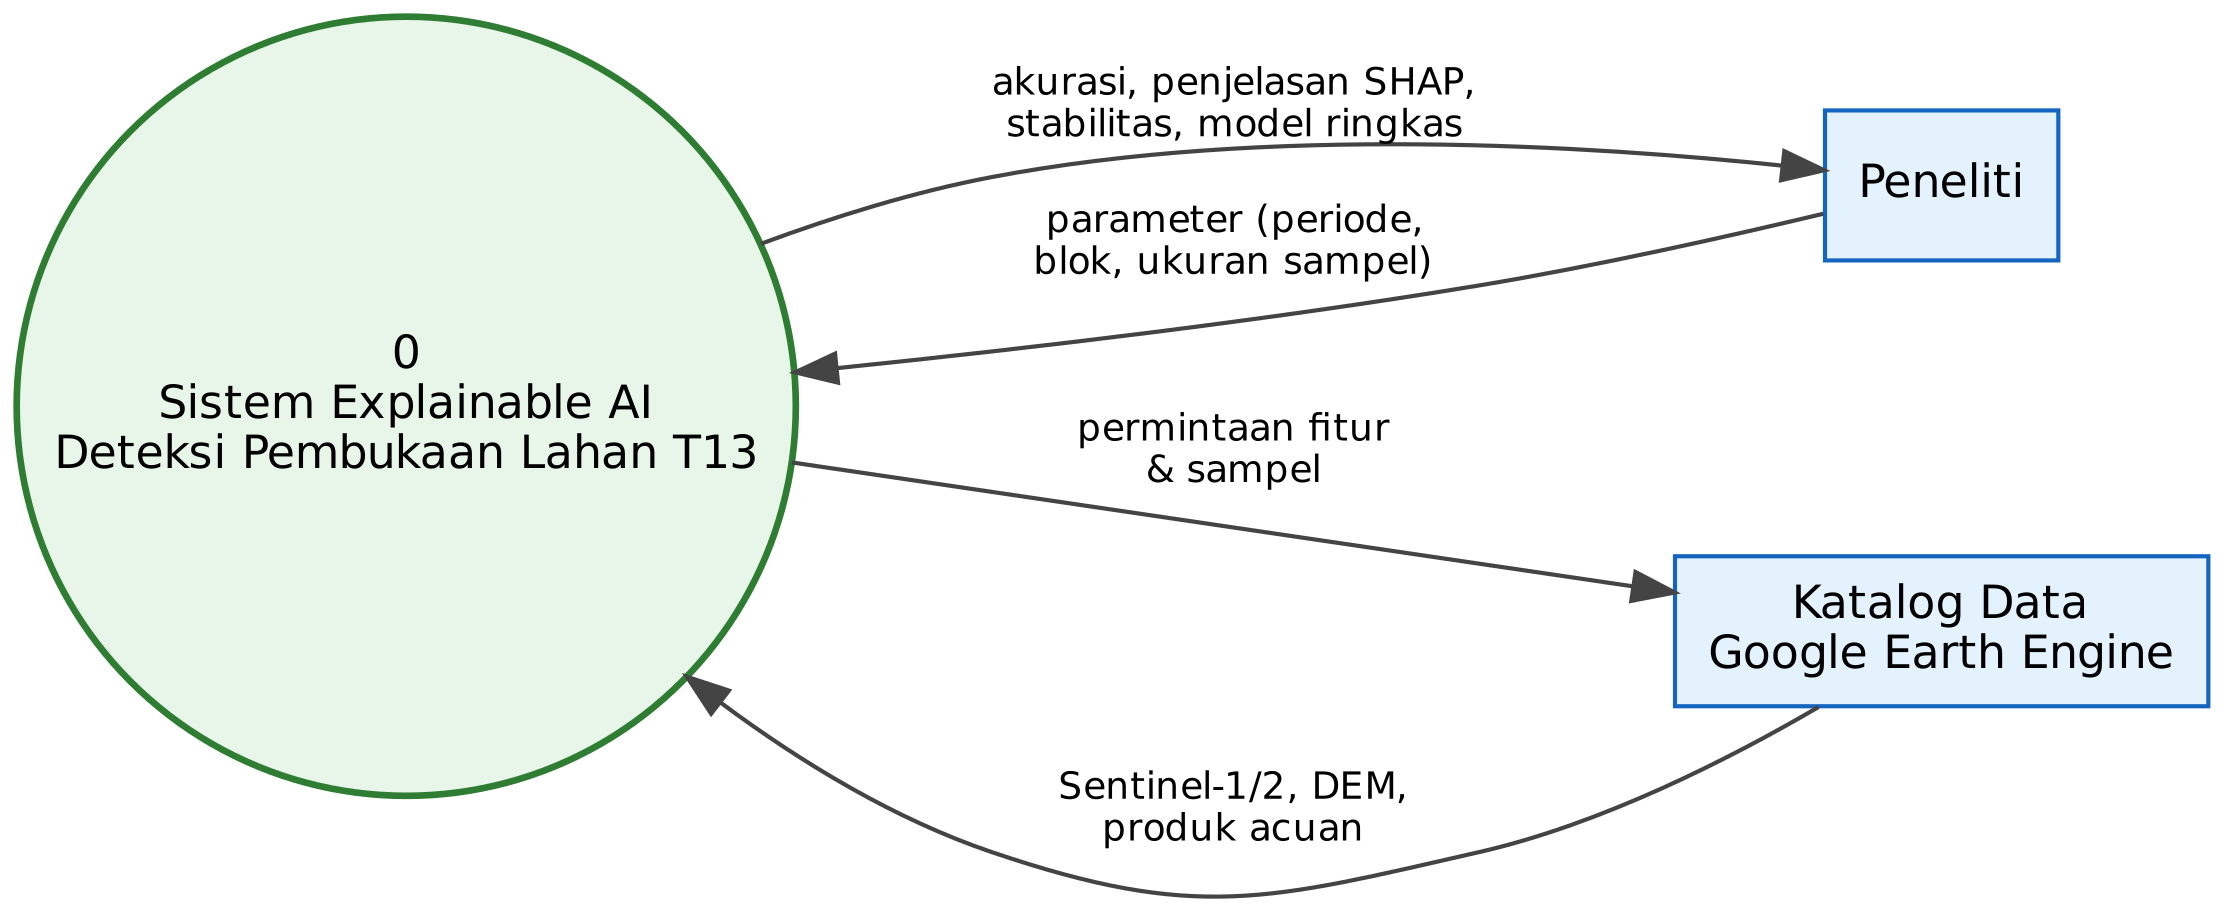 akurasi, penjelasan SHAP,
stabilitas, model ringkas
Peneliti
parameter (periode,
blok, ukuran sampel)
0
Sistem Explainable AI
Deteksi Pembukaan Lahan T13
permintaan fitur
& sampel
Katalog Data
Google Earth Engine
Sentinel-1/2, DEM,
produk acuan